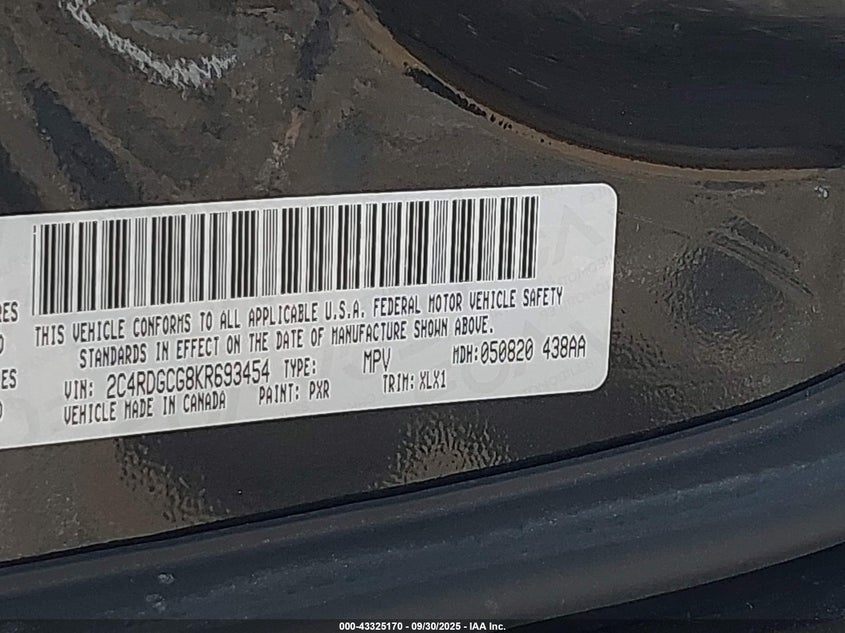 RES
THIS VEHICLE CONFORMS TO ALL APPLICABLE U.S.A. FEDERAL MOTOR VEHICLE SAFETY
STANDARDS IN EFFECT ON THE DATE OF MANUFACTURE SHOWN ABOVE.
ES
VIN: 2C4RDGCG8KR693454 TYPE: MPV MDH:050820 438AA
VEHICLE MADE IN CANADA PAINT: PXR TRIM: XLX1
000-43325170 - 09/30/2025 - IAA Inc.